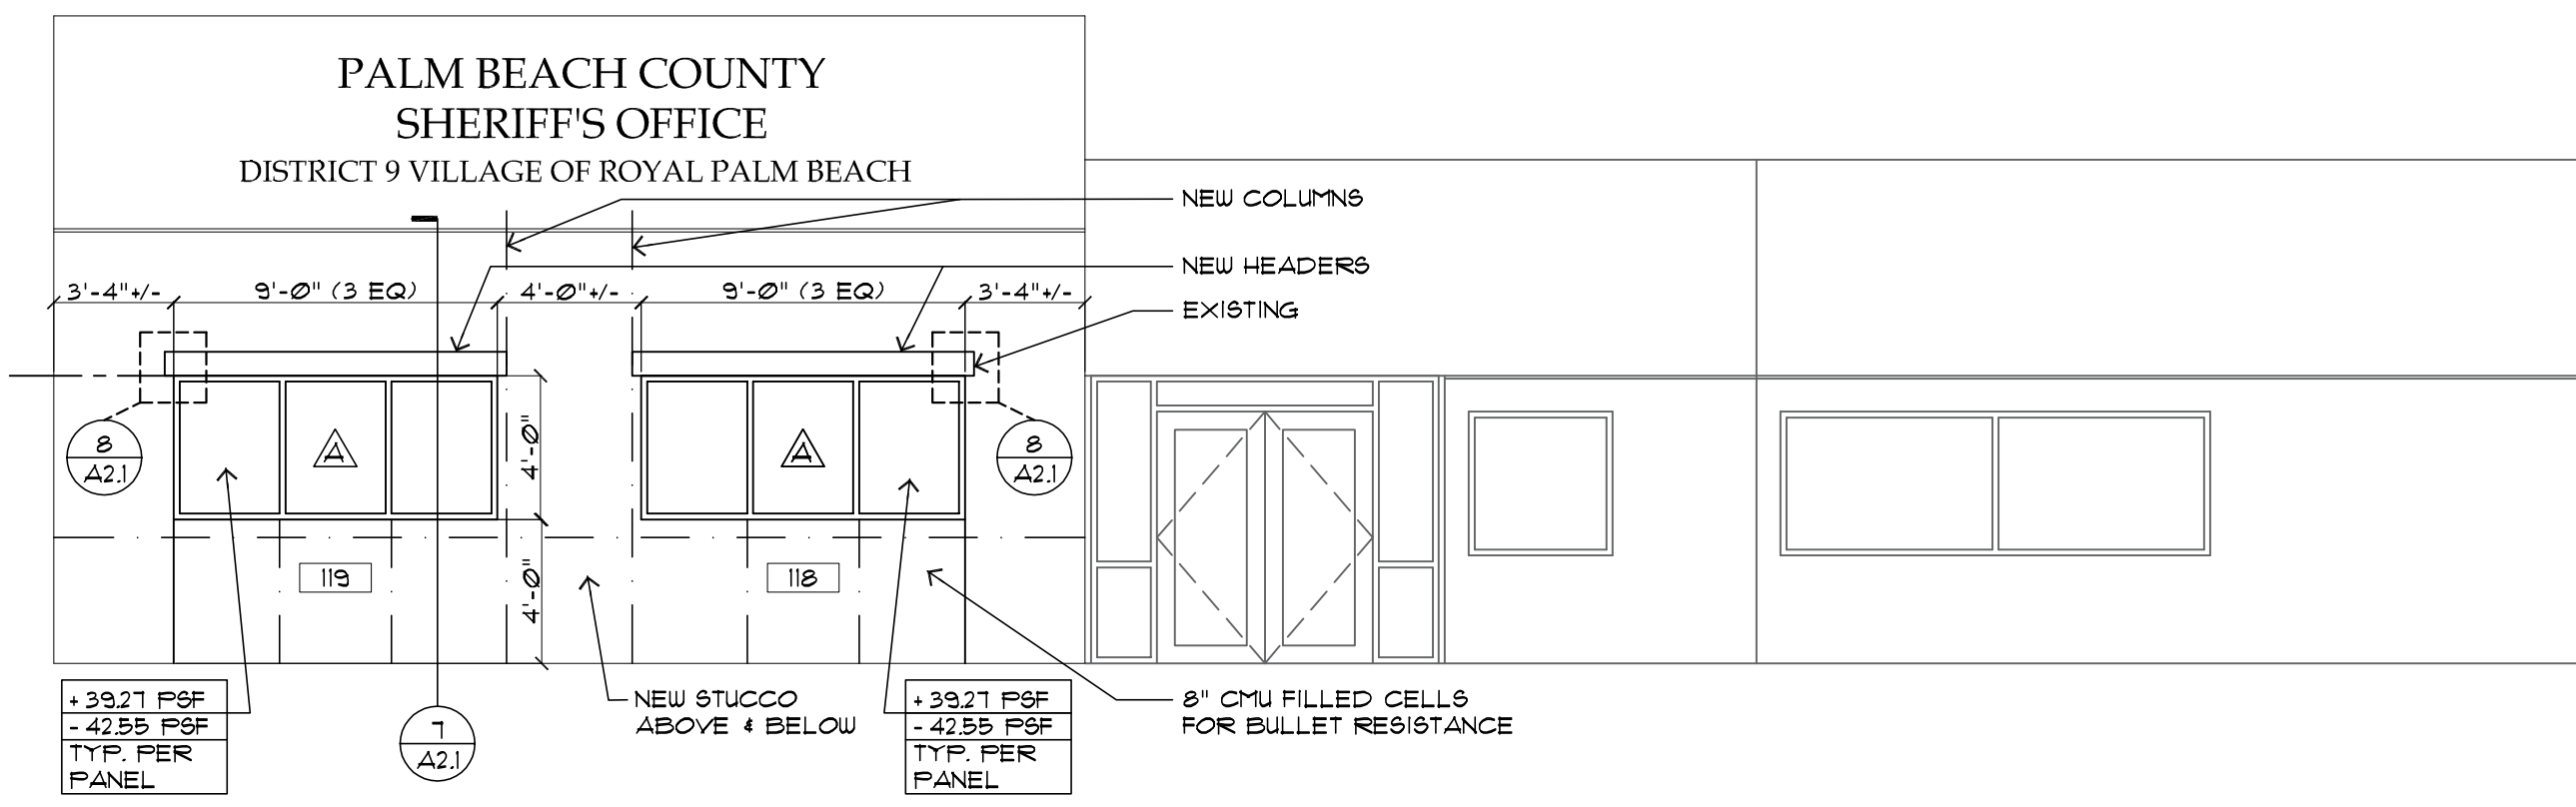 PALM BEACH COUNTY
SHERIFF'S OFFICE
DISTRICT 9 VILLAGE OF ROYAL PALM BEACH
NEW COLUMNS
NEW HEADERS
EXISTING
3'-4"+/-
9'-0" (3 EQ)
4'-0"+/-
9'-0" (3 EQ)
3'-4"+/-
8
A2.1
A
4'-0"
A
8
A2.1
119
4'-0"
118
+ 39.27 PSF
- 42.55 PSF
TYP. PER
PANEL
7
A2.1
NEW STUCCO
ABOVE & BELOW
+ 39.27 PSF
- 42.55 PSF
TYP. PER
PANEL
8" CMU FILLED CELLS
FOR BULLET RESISTANCE